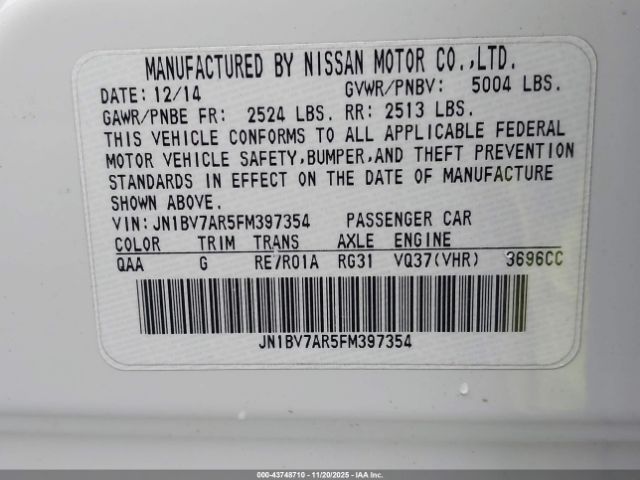 MANUFACTURED BY NISSAN MOTOR CO.,LTD.
DATE: 12/14 GVWR/PNBV: 5004 LBS.
GAWR/PNBE FR: 2524 LBS. RR: 2513 LBS.
THIS VEHICLE CONFORMS TO ALL APPLICABLE FEDERAL
MOTOR VEHICLE SAFETY,BUMPER,AND THEFT PREVENTION
STANDARDS IN EFFECT ON THE DATE OF MANUFACTURE
SHOWN ABOVE.
VIN:JN1BV7AR5FM397354 PASSENGER CAR
COLOR TRIM TRANS AXLE ENGINE
QAA G RE7R01A RG31 VQ37(VHR) 3696CC
JN1BV7AR5FM397354
000-43748710 - 11/20/2025 - IAA Inc.